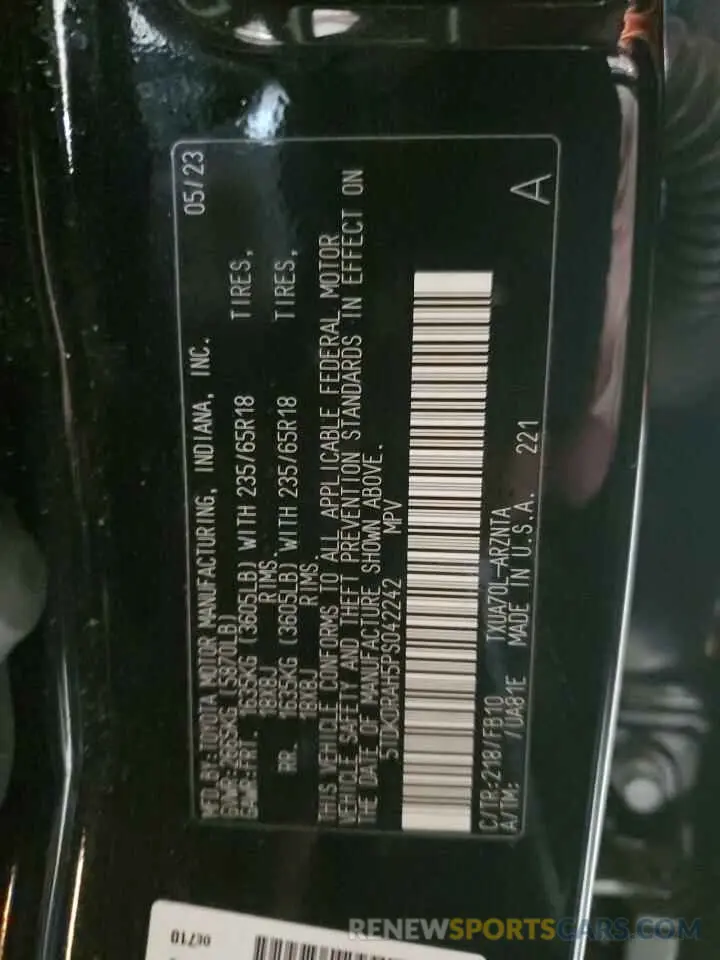 MFD.BY:TOYOTA MOTOR MANUFACTURING, INDIANA, INC. 05/23
GVWR:2665KG (5870LB)
GAWR:FRT. 1635KG (3605LB) WITH 235/65R18 TIRES,
18X8J RIMS.
RR. 1635KG (3605LB) WITH 235/65R18 TIRES,
18X8J RIMS.
THIS VEHICLE CONFORMS TO ALL APPLICABLE FEDERAL MOTOR
VEHICLE SAFETY AND THEFT PREVENTION STANDARDS IN EFFECT ON
THE DATE OF MANUFACTURE SHOWN ABOVE.
5TDKDRAH5PS042242 MPV
C/TR:218/FB10 TXUA70L-ARZNTA
A/TM: /UA81E MADE IN U.S.A. 221 A
0E710
RENEWSPORTSCARS.COM